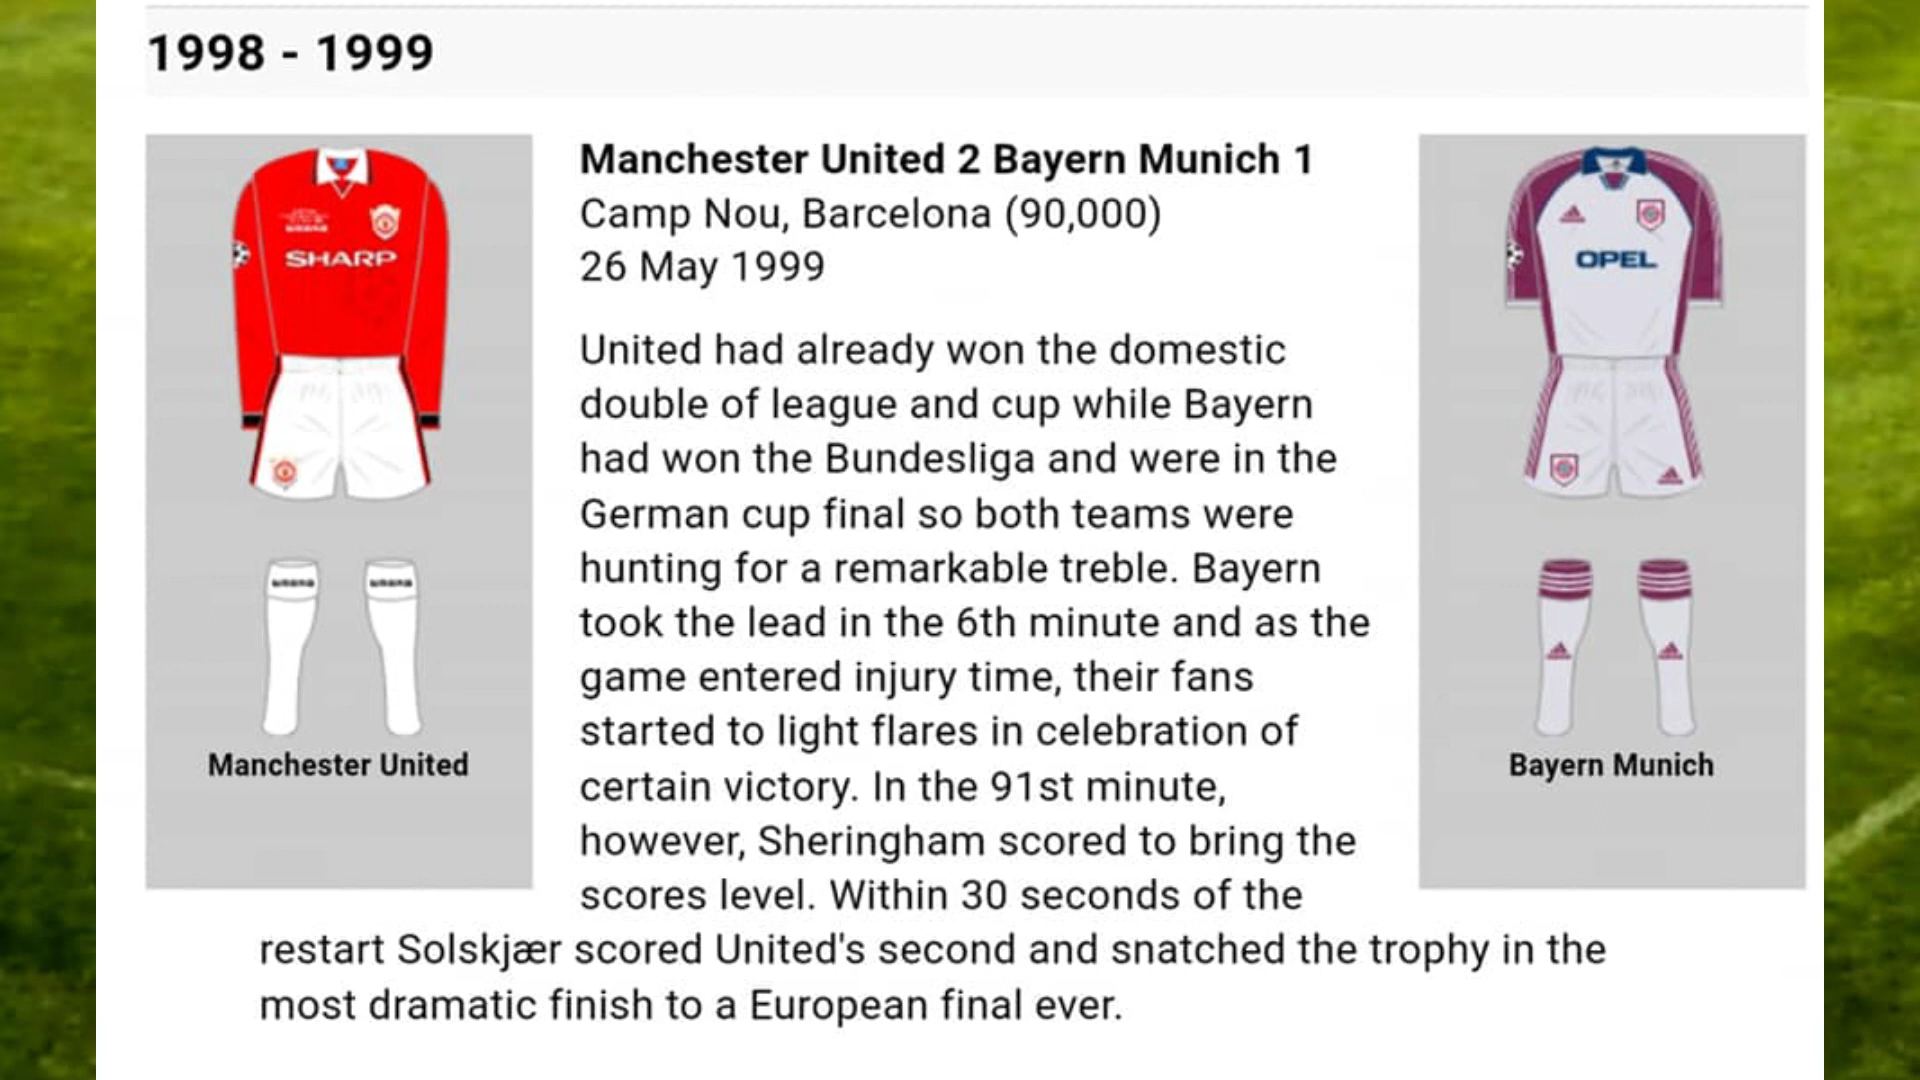 1998 - 1999
SHARP
umbro umbro
Manchester United
Manchester United 2 Bayern Munich 1
Camp Nou, Barcelona (90,000)
26 May 1999
United had already won the domestic
double of league and cup while Bayern
had won the Bundesliga and were in the
German cup final so both teams were
hunting for a remarkable treble. Bayern
took the lead in the 6th minute and as the
game entered injury time, their fans
started to light flares in celebration of
certain victory. In the 91st minute,
however, Sheringham scored to bring the
scores level. Within 30 seconds of the
restart Solskjær scored United's second and snatched the trophy in the
most dramatic finish to a European final ever.
OPEL
Bayern Munich